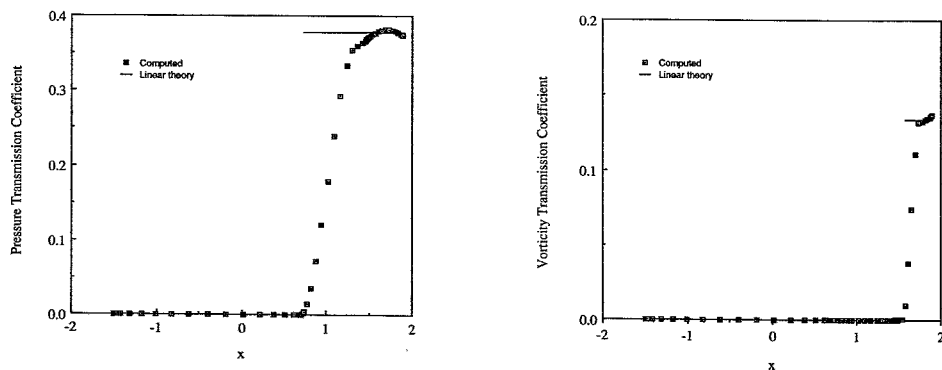 0.4
0.3
0.2
0.1
0.0
-2
-1
0
1
2
x
Pressure Transmission Coefficient
Computed
Linear theory
0.2
0.1
0.0
-2
-1
0
1
2
x
Vorticity Transmission Coefficient
Computed
Linear theory